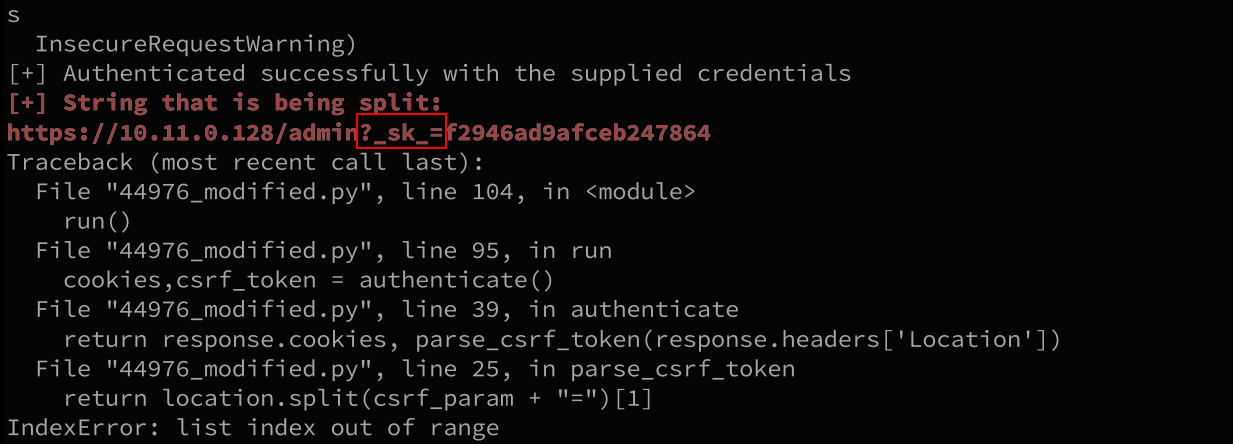 s
InsecureRequestWarning)
[+] Authenticated successfully with the supplied credentials
[+] String that is being split:
https://10.11.0.128/admin?_sk_=f2946ad9afceb247864
Traceback (most recent call last):
File "44976_modified.py", line 104, in <module>
run()
File "44976_modified.py", line 95, in run
cookies,csrf_token = authenticate()
File "44976_modified.py", line 39, in authenticate
return response.cookies, parse_csrf_token(response.headers['Location'])
File "44976_modified.py", line 25, in parse_csrf_token
return location.split(csrf_param + "=")[1]
IndexError: list index out of range